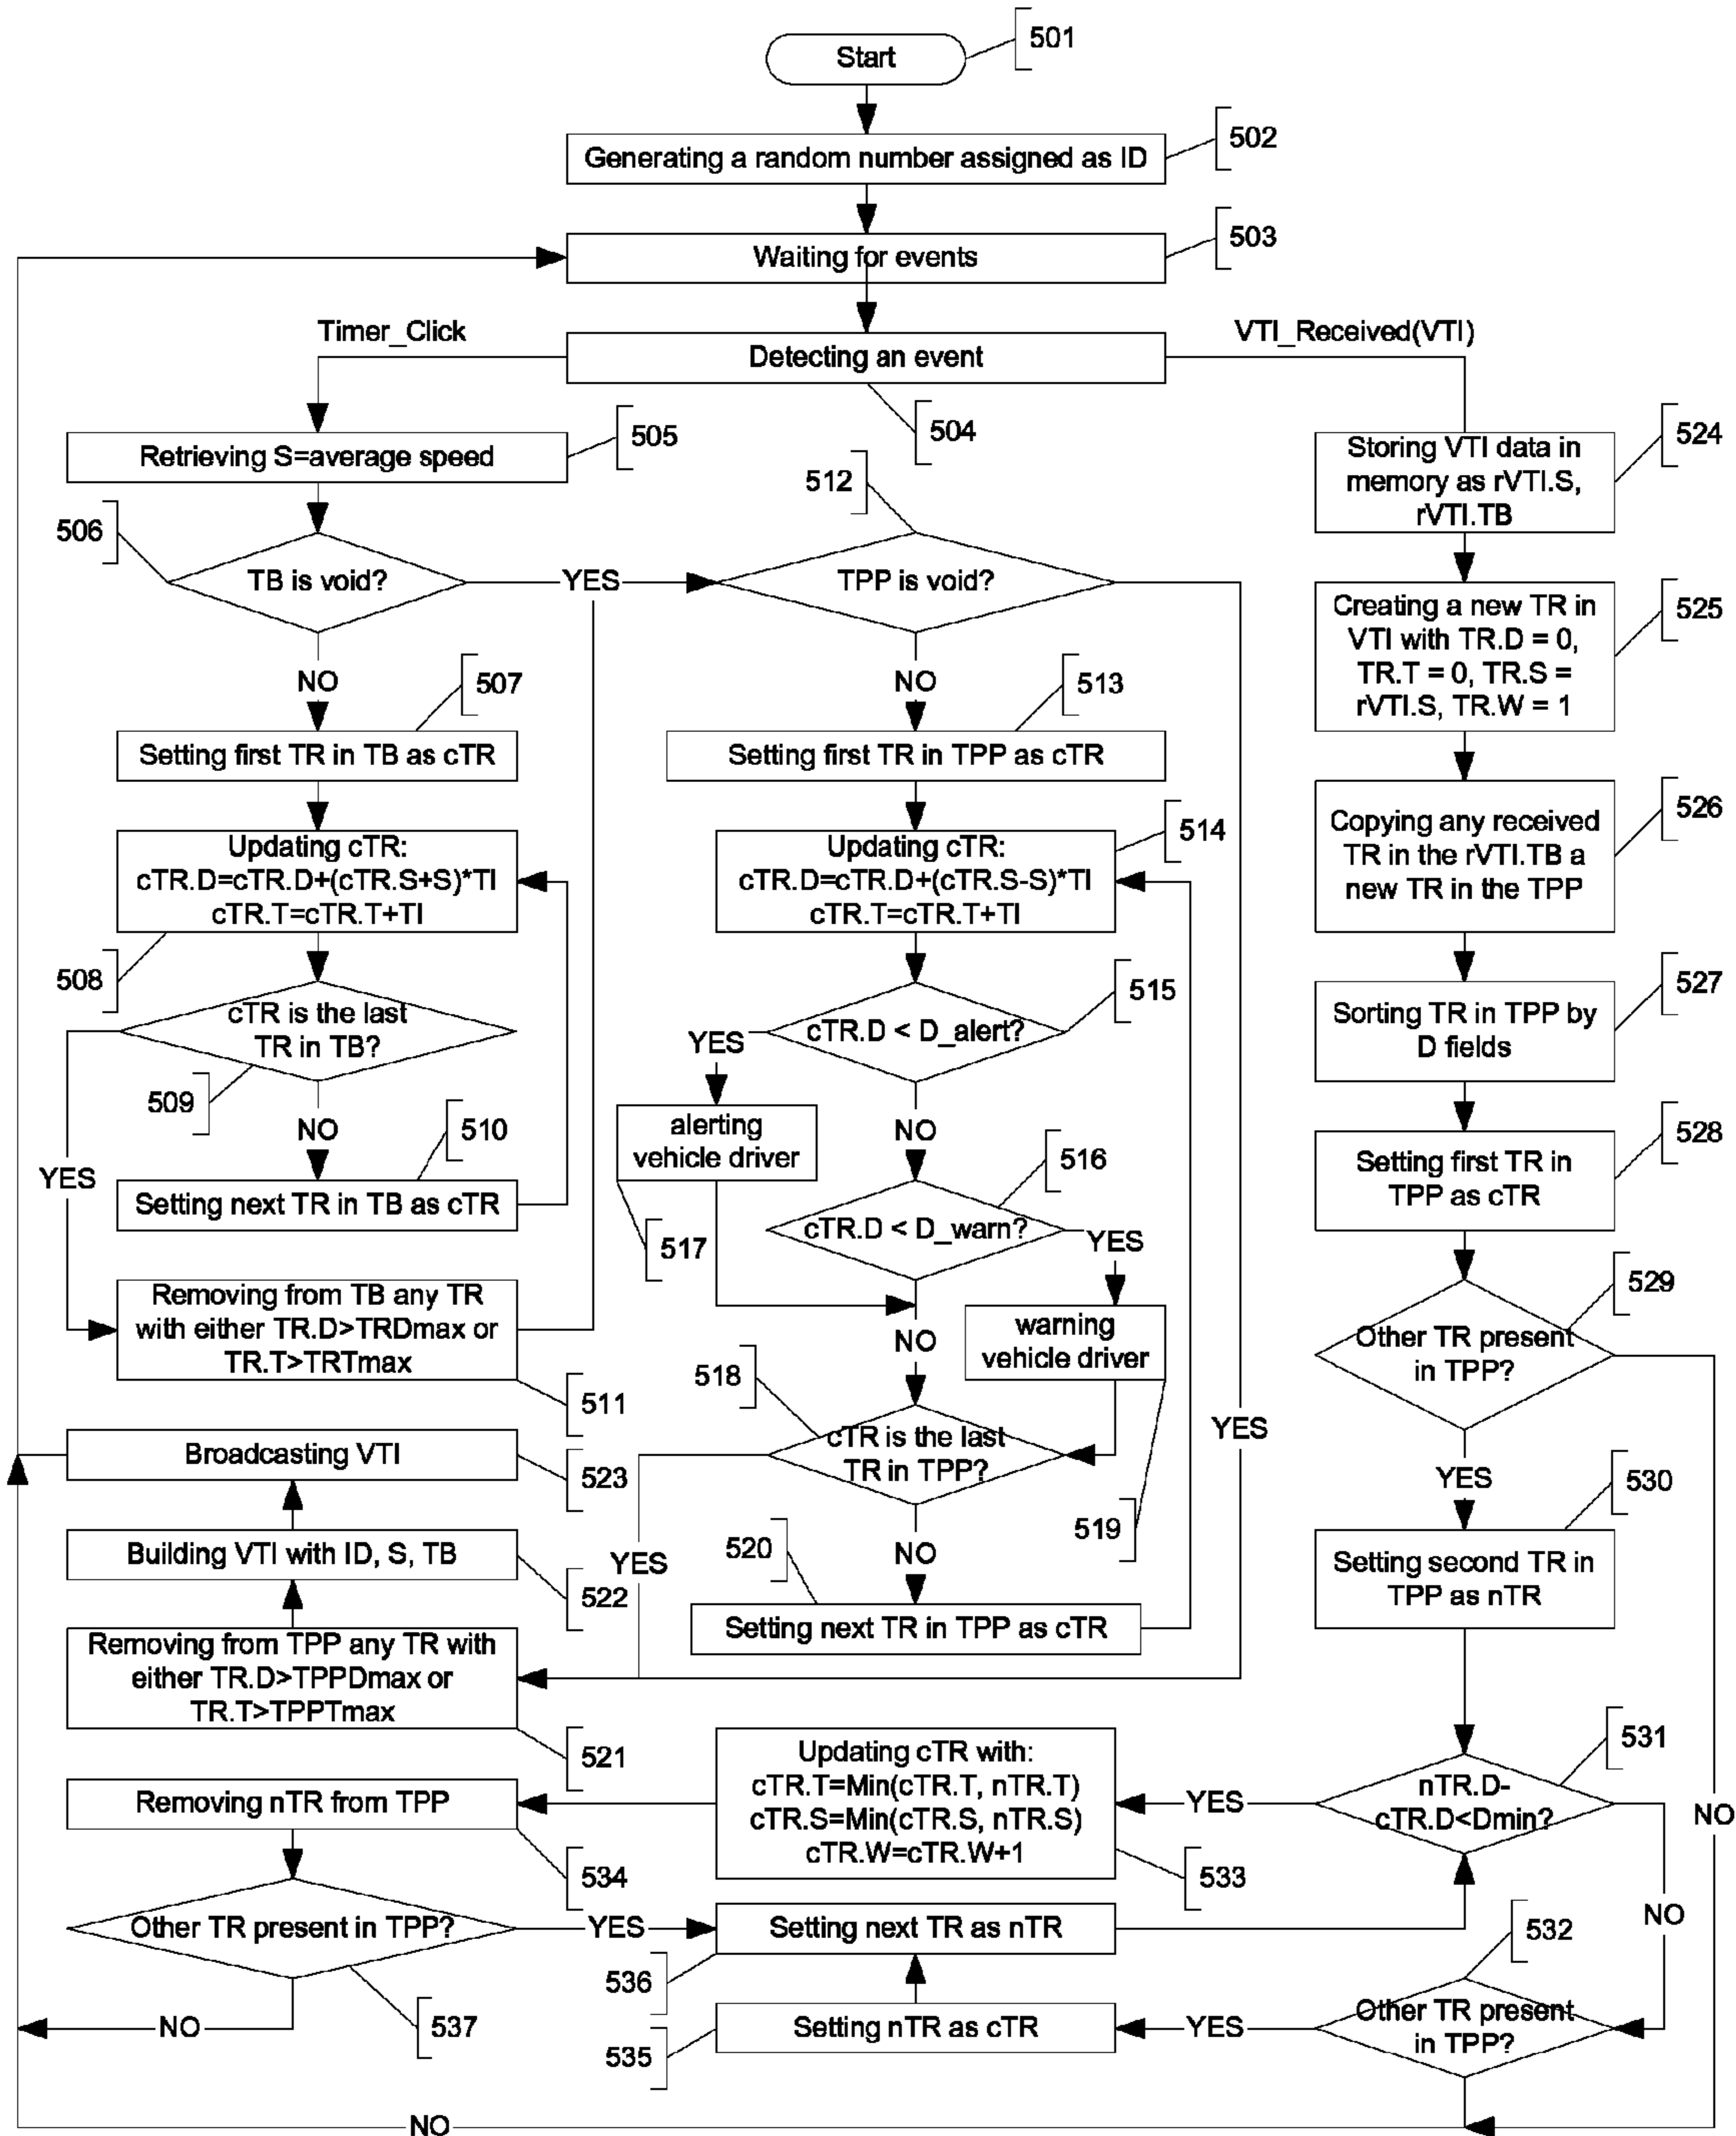 Start
501
Generating a random number assigned as ID
502
Waiting for events
503
Timer_Click
Detecting an event
VTI_Received(VTI)
504
Retrieving S=average speed
505
512
Storing VTI data in
memory as rVTI.S,
rVTI.TB
524
506
TB is void?
YES
TPP is void?
Creating a new TR in
VTI with TR.D = 0,
TR.T = 0, TR.S =
rVTI.S, TR.W = 1
525
NO
507
NO
513
Setting first TR in TB as cTR
Setting first TR in TPP as cTR
Copying any received
TR in the rVTI.TB a
new TR in the TPP
526
Updating cTR:
cTR.D=cTR.D+(cTR.S+S)*TI
cTR.T=cTR.T+TI
508
Updating cTR:
cTR.D=cTR.D+(cTR.S-S)*TI
cTR.T=cTR.T+TI
514
cTR is the last
TR in TB?
509
cTR.D < D_alert?
515
Sorting TR in TPP by
D fields
527
YES
NO
510
YES
alerting
vehicle driver
NO
516
Setting first TR in
TPP as cTR
528
Setting next TR in TB as cTR
517
cTR.D < D_warn?
YES
Removing from TB any TR
with either TR.D>TRDmax or
TR.T>TRTmax
511
NO
warning
vehicle driver
Other TR present
in TPP?
529
518
YES
Broadcasting VTI
523
cTR is the last
TR in TPP?
519
YES
530
Building VTI with ID, S, TB
522
YES
520
NO
Setting second TR in
TPP as nTR
Removing from TPP any TR with
either TR.D>TPPDmax or
TR.T>TPPTmax
521
Setting next TR in TPP as cTR
Removing nTR from TPP
534
Updating cTR with:
cTR.T=Min(cTR.T, nTR.T)
cTR.S=Min(cTR.S, nTR.S)
cTR.W=cTR.W+1
533
YES
nTR.D-
cTR.D<Dmin?
531
NO
Other TR present in TPP?
YES
Setting next TR as nTR
536
532
NO
NO
537
535
Setting nTR as cTR
YES
Other TR present
in TPP?
NO